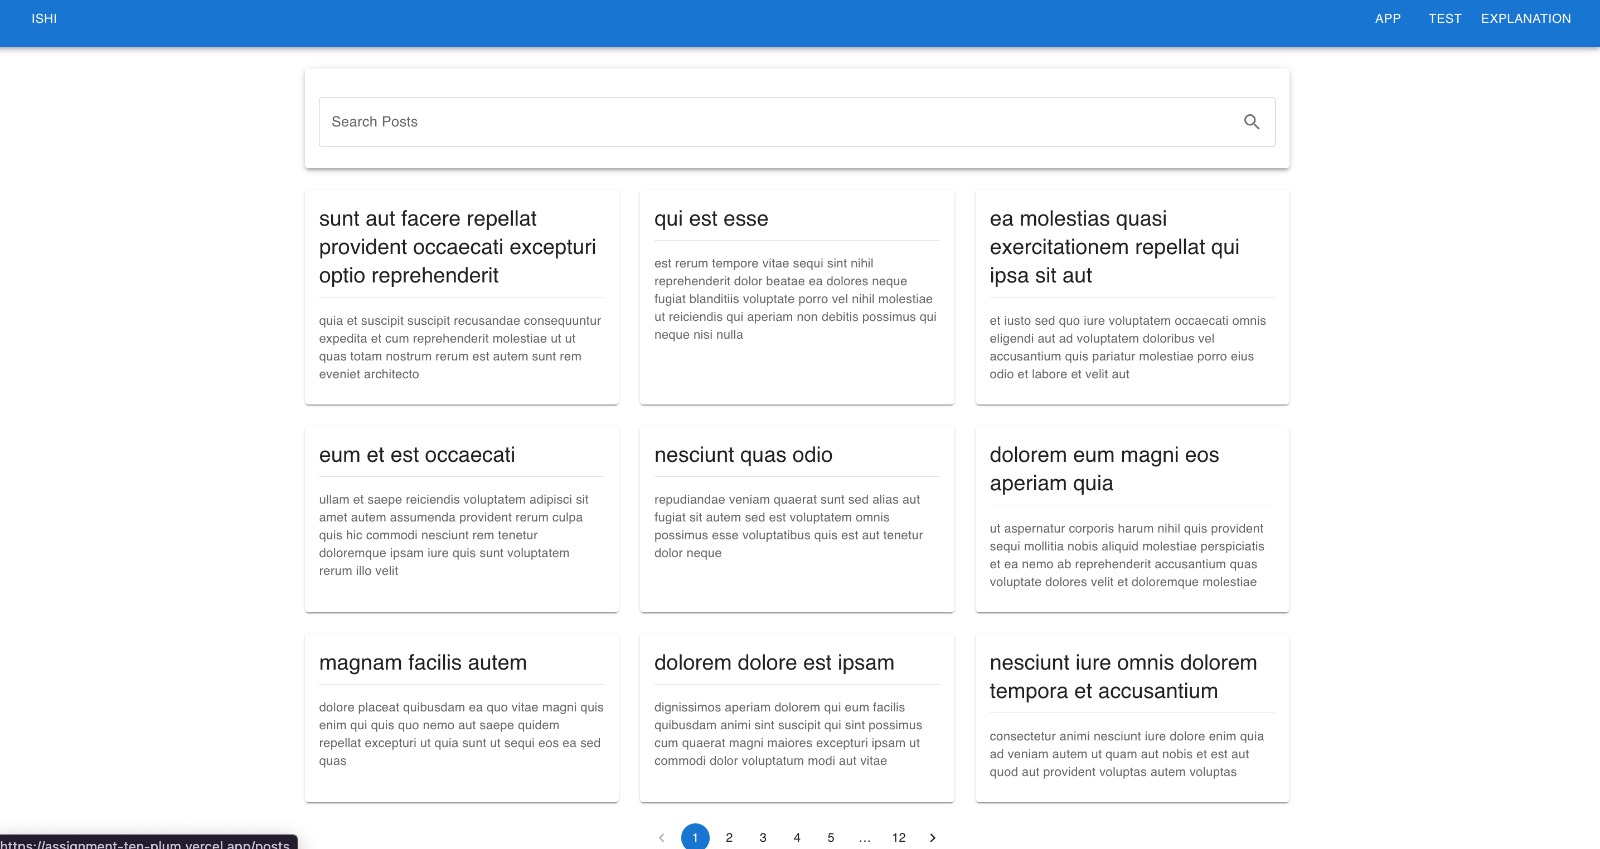 ISHI
APP TEST EXPLANATION
Search Posts
sunt aut facere repellat
provident occaecati excepturi
optio reprehenderit
quia et suscipit suscipit recusandae consequuntur
expedita et cum reprehenderit molestiae ut ut
quas totam nostrum rerum est autem sunt rem
eveniet architecto
qui est esse
est rerum tempore vitae sequi sint nihil
reprehenderit dolor beatae ea dolores neque
fugiat blanditiis voluptate porro vel nihil molestiae
ut reiciendis qui aperiam non debitis possimus qui
neque nisi nulla
ea molestias quasi
exercitationem repellat qui
ipsa sit aut
et iusto sed quo iure voluptatem occaecati omnis
eligendi aut ad voluptatem doloribus vel
accusantium quis pariatur molestiae porro eius
odio et labore et velit aut
eum et est occaecati
ullam et saepe reiciendis voluptatem adipisci sit
amet autem assumenda provident rerum culpa
quis hic commodi nesciunt rem tenetur
doloremque ipsam iure quis sunt voluptatem
rerum illo velit
nesciunt quas odio
repudiandae veniam quaerat sunt sed alias aut
fugiat sit autem sed est voluptatem omnis
possimus esse voluptatibus quis est aut tenetur
dolor neque
dolorem eum magni eos
aperiam quia
ut aspernatur corporis harum nihil quis provident
sequi mollitia nobis aliquid molestiae perspiciatis
et ea nemo ab reprehenderit accusantium quas
voluptate dolores velit et doloremque molestiae
magnam facilis autem
dolore placeat quibusdam ea quo vitae magni quis
enim qui quis quo nemo aut saepe quidem
repellat excepturi ut quia sunt ut sequi eos ea sed
quas
dolorem dolore est ipsam
dignissimos aperiam dolorem qui eum facilis
quibusdam animi sint suscipit qui sint possimus
cum quaerat magni maiores excepturi ipsam ut
commodi dolor voluptatum modi aut vitae
nesciunt iure omnis dolorem
tempora et accusantium
consectetur animi nesciunt iure dolore enim quia
ad veniam autem ut quam aut nobis et est aut
quod aut provident voluptas autem voluptas
1 2 3 4 5 ... 12
https://assignment-ten-plum.vercel.app/posts